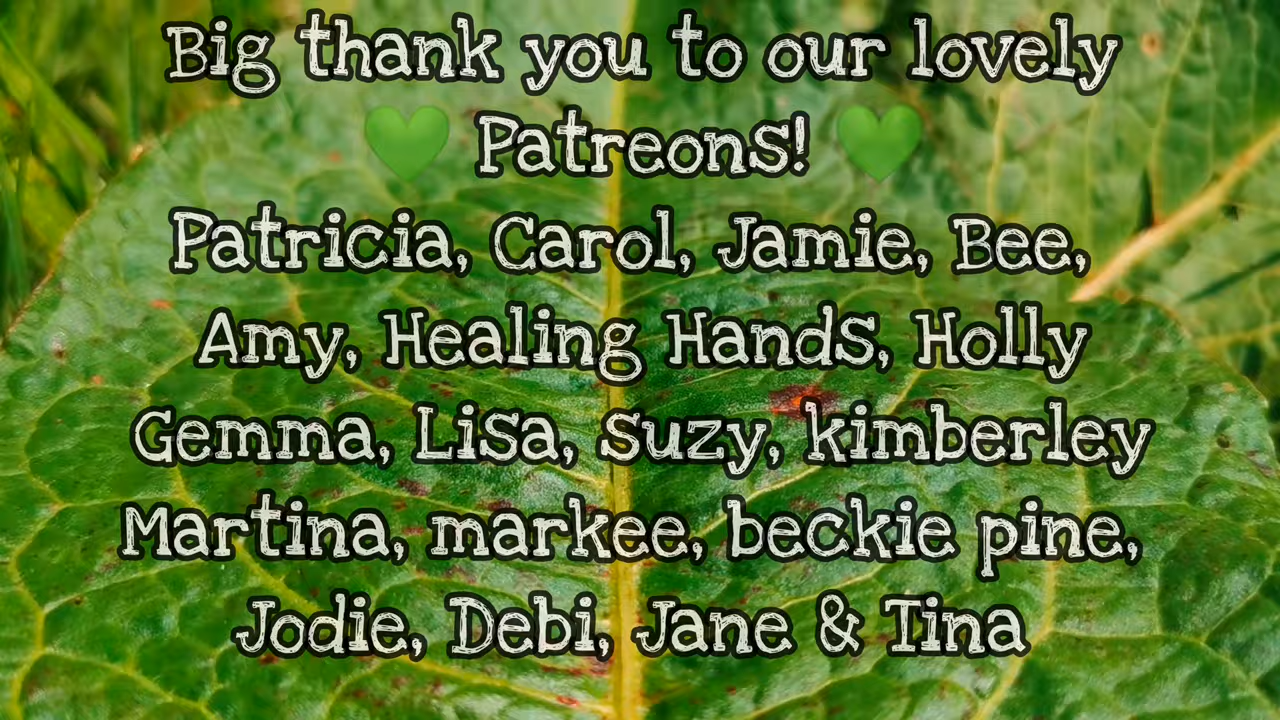 Big thank you to our lovely
💚 Patreons! 💚
Patricia, Carol, Jamie, Bee,
Amy, Healing Hands, Holly
Gemma, Lisa, suzy, kimberley
Martina, markee, beckie pine,
Jodie, Debi, Jane & Tina